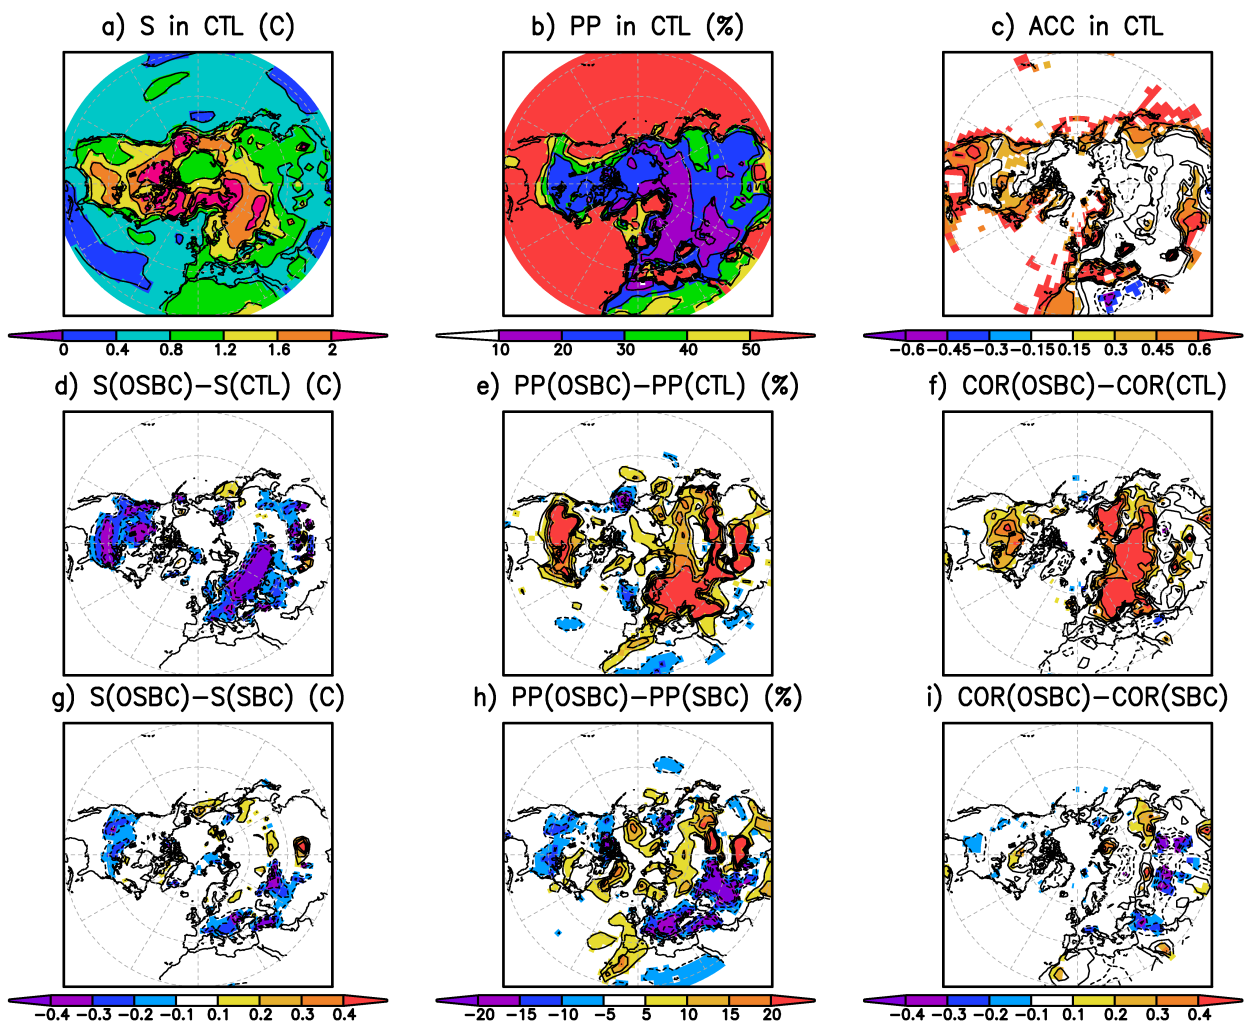 a) S in CTL (C)
b) PP in CTL (%)
c) ACC in CTL
0 0.4 0.8 1.2 1.6 2
10 20 30 40 50
-0.6 -0.45 -0.3 -0.15 0.15 0.3 0.45 0.6
d) S(OSBC)-S(CTL) (C)
e) PP(OSBC)-PP(CTL) (%)
f) COR(OSBC)-COR(CTL)
g) S(OSBC)-S(SBC) (C)
h) PP(OSBC)-PP(SBC) (%)
i) COR(OSBC)-COR(SBC)
-0.4 -0.3 -0.2 -0.1 0.1 0.2 0.3 0.4
-20 -15 -10 -5 5 10 15 20
-0.4 -0.3 -0.2 -0.1 0.1 0.2 0.3 0.4